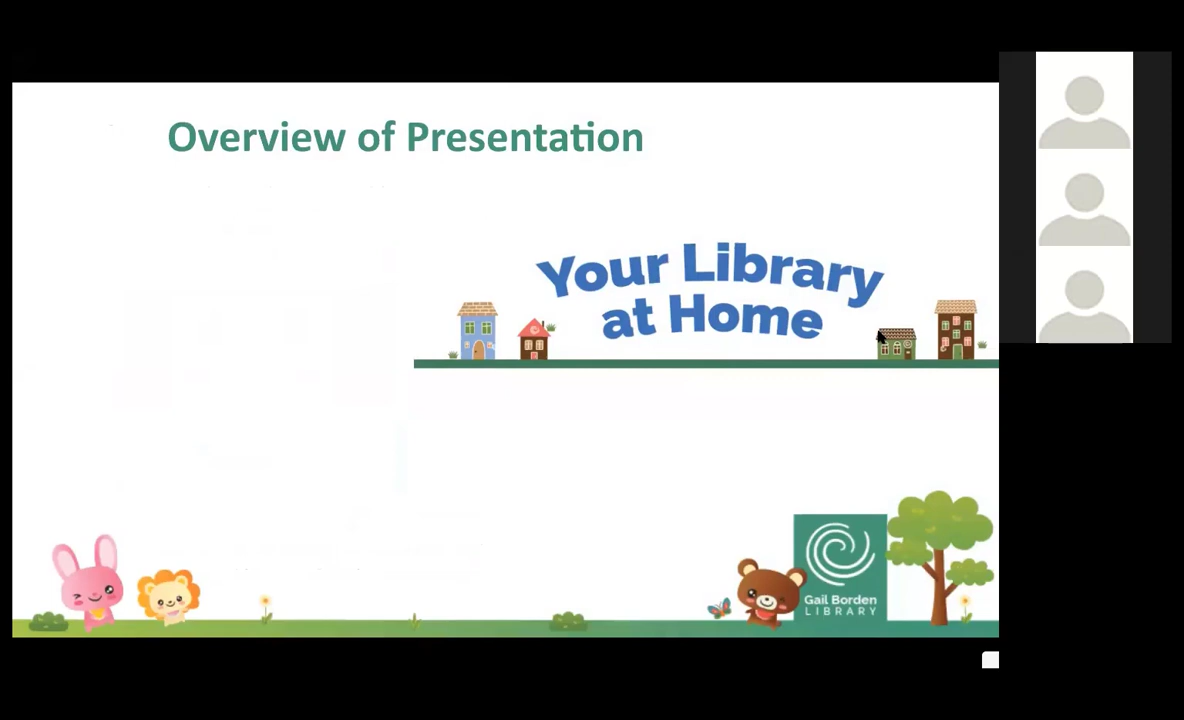 Overview of Presentation
Your Library
at Home
Gail Borden
LIBRARY